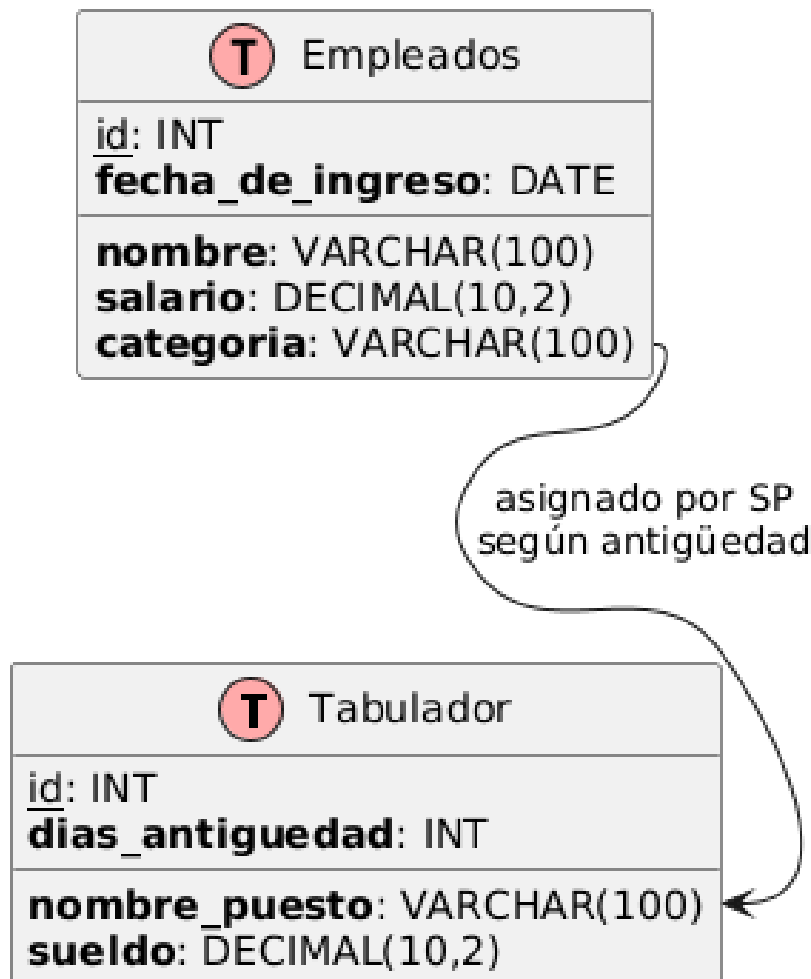 T Empleados
id: INT
fecha_de_ingreso: DATE
nombre: VARCHAR(100)
salario: DECIMAL(10,2)
categoria: VARCHAR(100)
asignado por SP
según antigüedad
T Tabulador
id: INT
dias_antiguedad: INT
nombre_puesto: VARCHAR(100)
sueldo: DECIMAL(10,2)